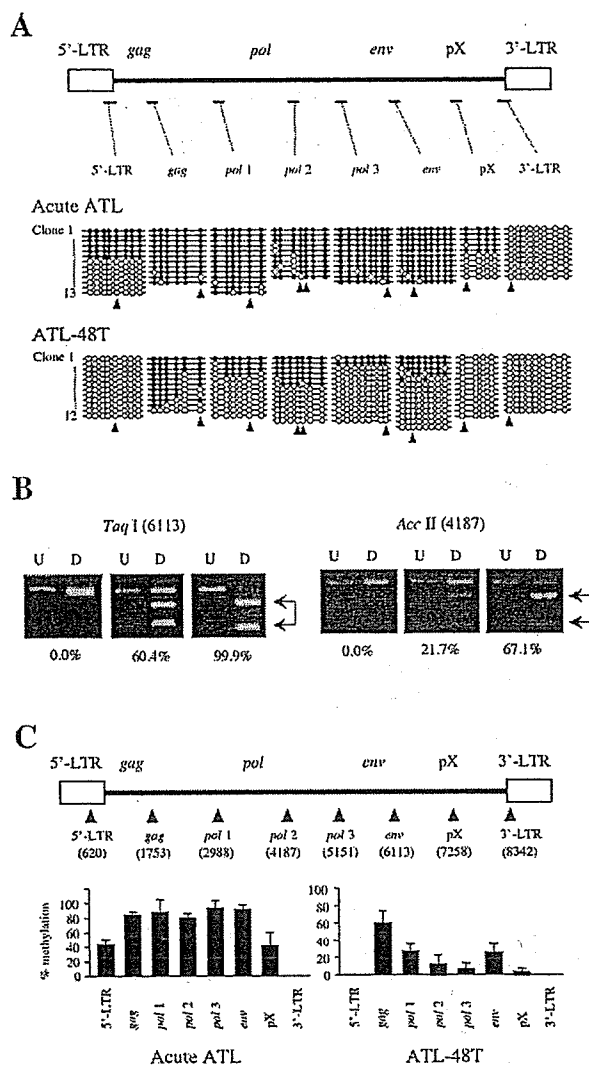 A
5'-LTR gag pol env pX 3'-LTR
5'-LTR gag pol 1 pol 2 pol 3 env pX 3'-LTR
Acute ATL
Clone 1
13
ATL-48T
Clone 1
12
B
Taq I (6113) Acc II (4187)
U D U D U D U D U D U D
0.0% 60.4% 99.9% 0.0% 21.7% 67.1%
C
5'-LTR gag pol env pX 3'-LTR
5'-LTR gag pol 1 pol 2 pol 3 env pX 3'-LTR
(620) (1753) (2988) (4187) (5151) (6113) (7258) (8342)
% methylation
100
80
60
40
20
0
5'-LTR gag pol 1 pol 2 pol 3 env pX 3'-LTR
Acute ATL
100
80
60
40
20
0
5'-LTR gag pol 1 pol 2 pol 3 env pX 3'-LTR
ATL-48T